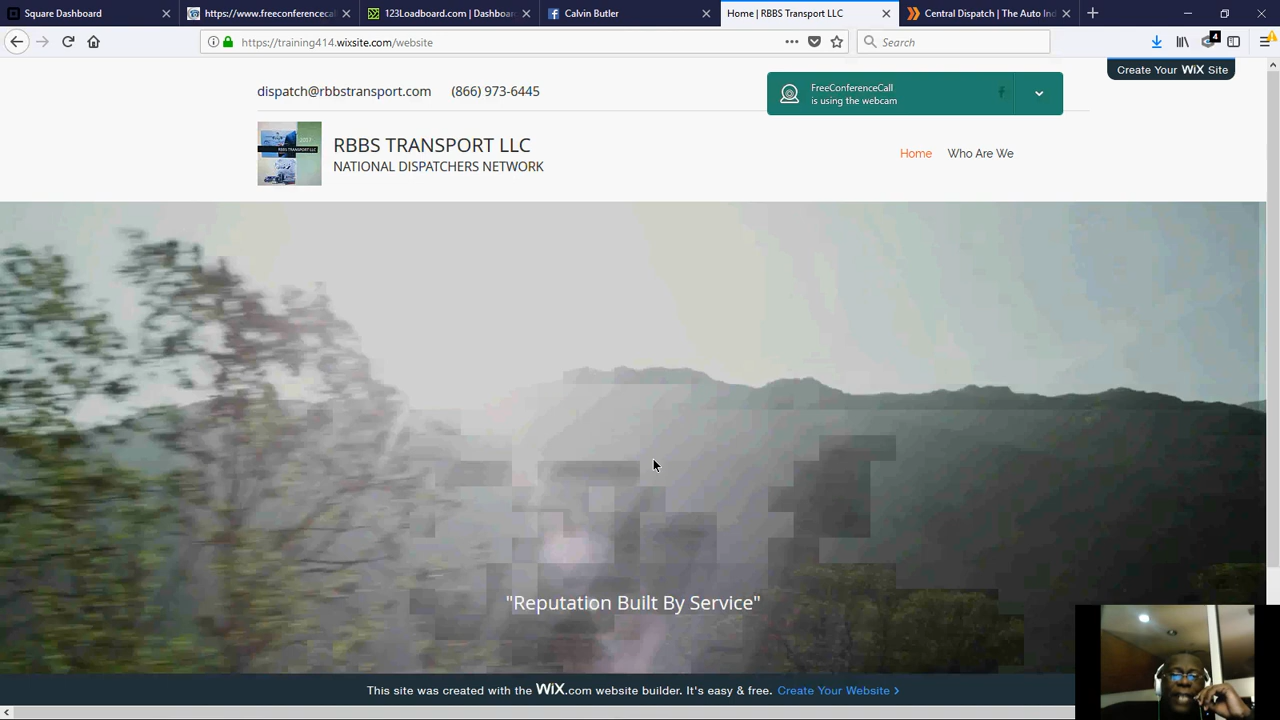 Square Dashboard
https://www.freeconferencecal
123Loadboard.com | Dashboar
Calvin Butler
Home | RBBS Transport LLC
Central Dispatch | The Auto Ind
https://training414.wixsite.com/website
Search
4
Create Your WiX Site
dispatch@rbbstransport.com (866) 973-6445
FreeConferenceCall
is using the webcam
RBBS TRANSPORT LLC
NATIONAL DISPATCHERS NETWORK
Home Who Are We
"Reputation Built By Service"
This site was created with the WiX.com website builder. It's easy & free. Create Your Website >